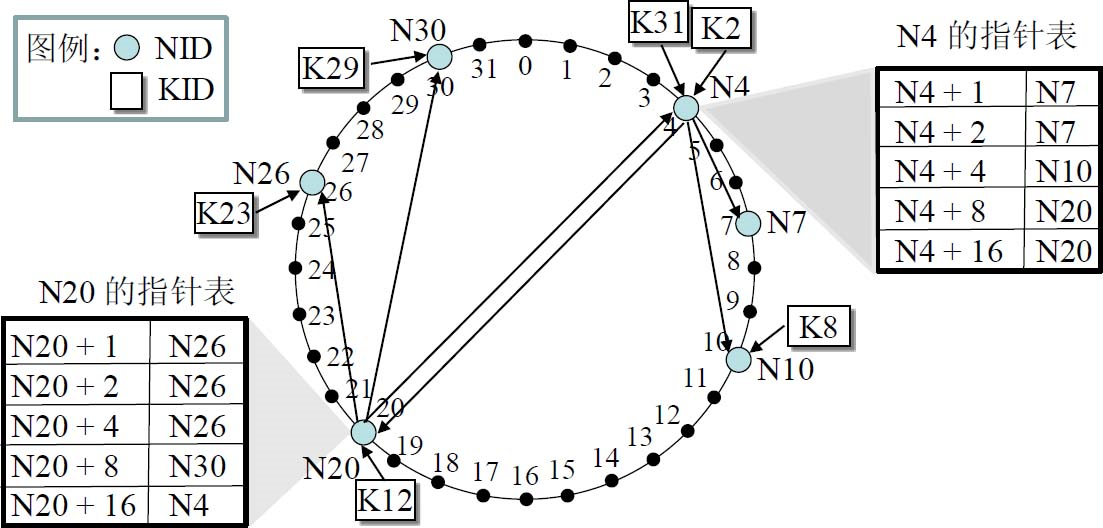 图例： NID
KID
N4 的指针表
N4 + 1 N7
N4 + 2 N7
N4 + 4 N10
N4 + 8 N20
N4 + 16 N20
N20 的指针表
N20 + 1 N26
N20 + 2 N26
N20 + 4 N26
N20 + 8 N30
N20 + 16 N4
K31
K2
N30
K29
N4
N26
K23
N7
K8
N10
N20
K12
0
1
2
3
4
5
6
7
8
9
10
11
12
13
14
15
16
17
18
19
20
21
22
23
24
25
26
27
28
29
30
31